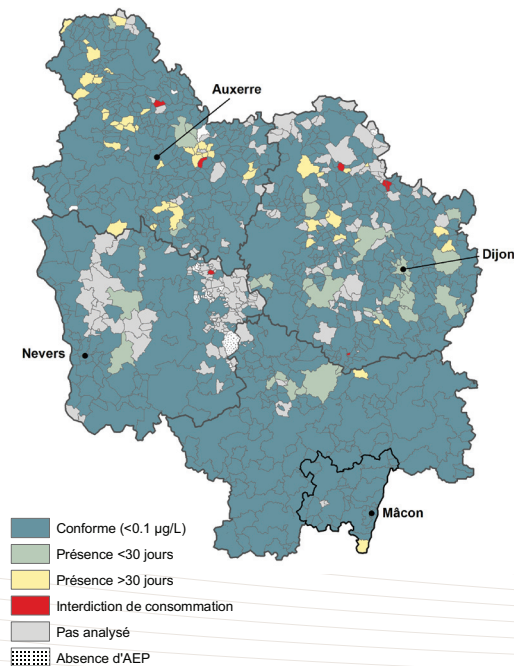 Auxerre
Dijon
Nevers
Mâcon
Conforme (<0.1 µg/L)
Présence <30 jours
Présence >30 jours
Interdiction de consommation
Pas analysé
Absence d'AEP